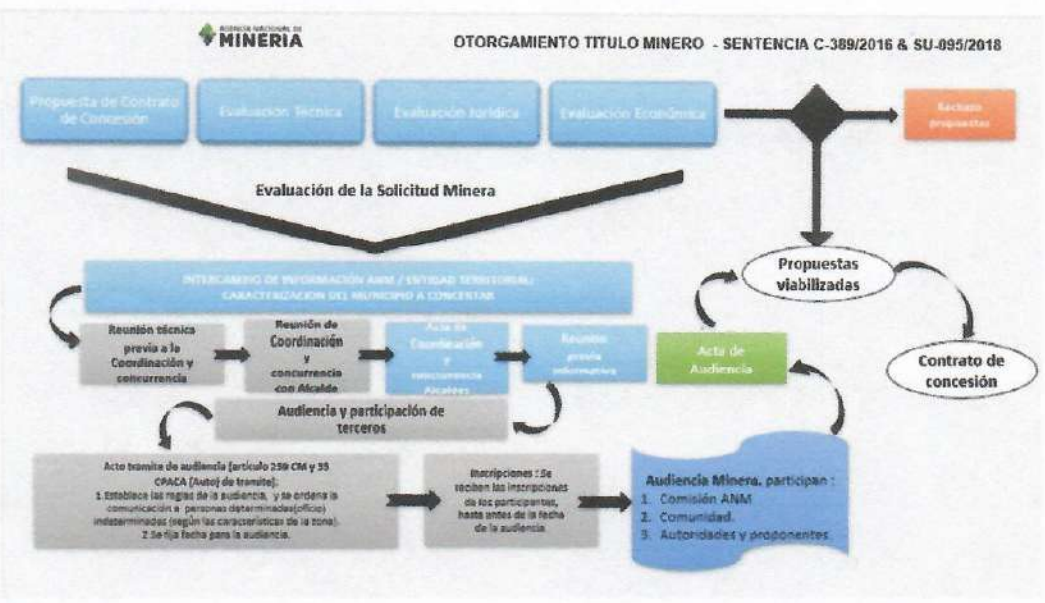 AGENCIA NACIONAL DE
MINERÍA
OTORGAMIENTO TITULO MINERO - SENTENCIA C-389/2016 & SU-095/2018
Propuesta de Contrato
de Concesión
Evaluación Técnica
Evaluación Jurídica
Evaluación Económica
Rechazo
propuestas
Evaluación de la Solicitud Minera
INTERCAMBIO DE INFORMACIÓN ANM / ENTIDAD TERRITORIAL:
CARACTERIZACION DEL MUNICIPIO A CONCERTAR
Propuestas
viabilizadas
Reunión técnica
previa a la
Coordinación y
concurrencia
Reunión de
Coordinación
y
concurrencia
con Alcalde
Acta de
Coordinación
y
concurrencia
Alcaldes
Reunión
previa
informativa
Acta de
Audiencia
Contrato de
concesión
Audiencia y participación de
terceros
Acto tramite de audiencia [artículo 259 CM y 35
CPACA (Auto) de tramite]:
1.Establece las reglas de la audiencia, y se ordena la
comunicación a personas determinadas(oficio)
indeterminadas (según las características de la zona).
2.Se fija fecha para la audiencia.
Inscripciones : Se
reciben las inscripciones
de los participantes,
hasta antes de la fecha
de la audiencia.
Audiencia Minera. participan :
1. Comisión ANM
2. Comunidad.
3. Autoridades y proponentes.